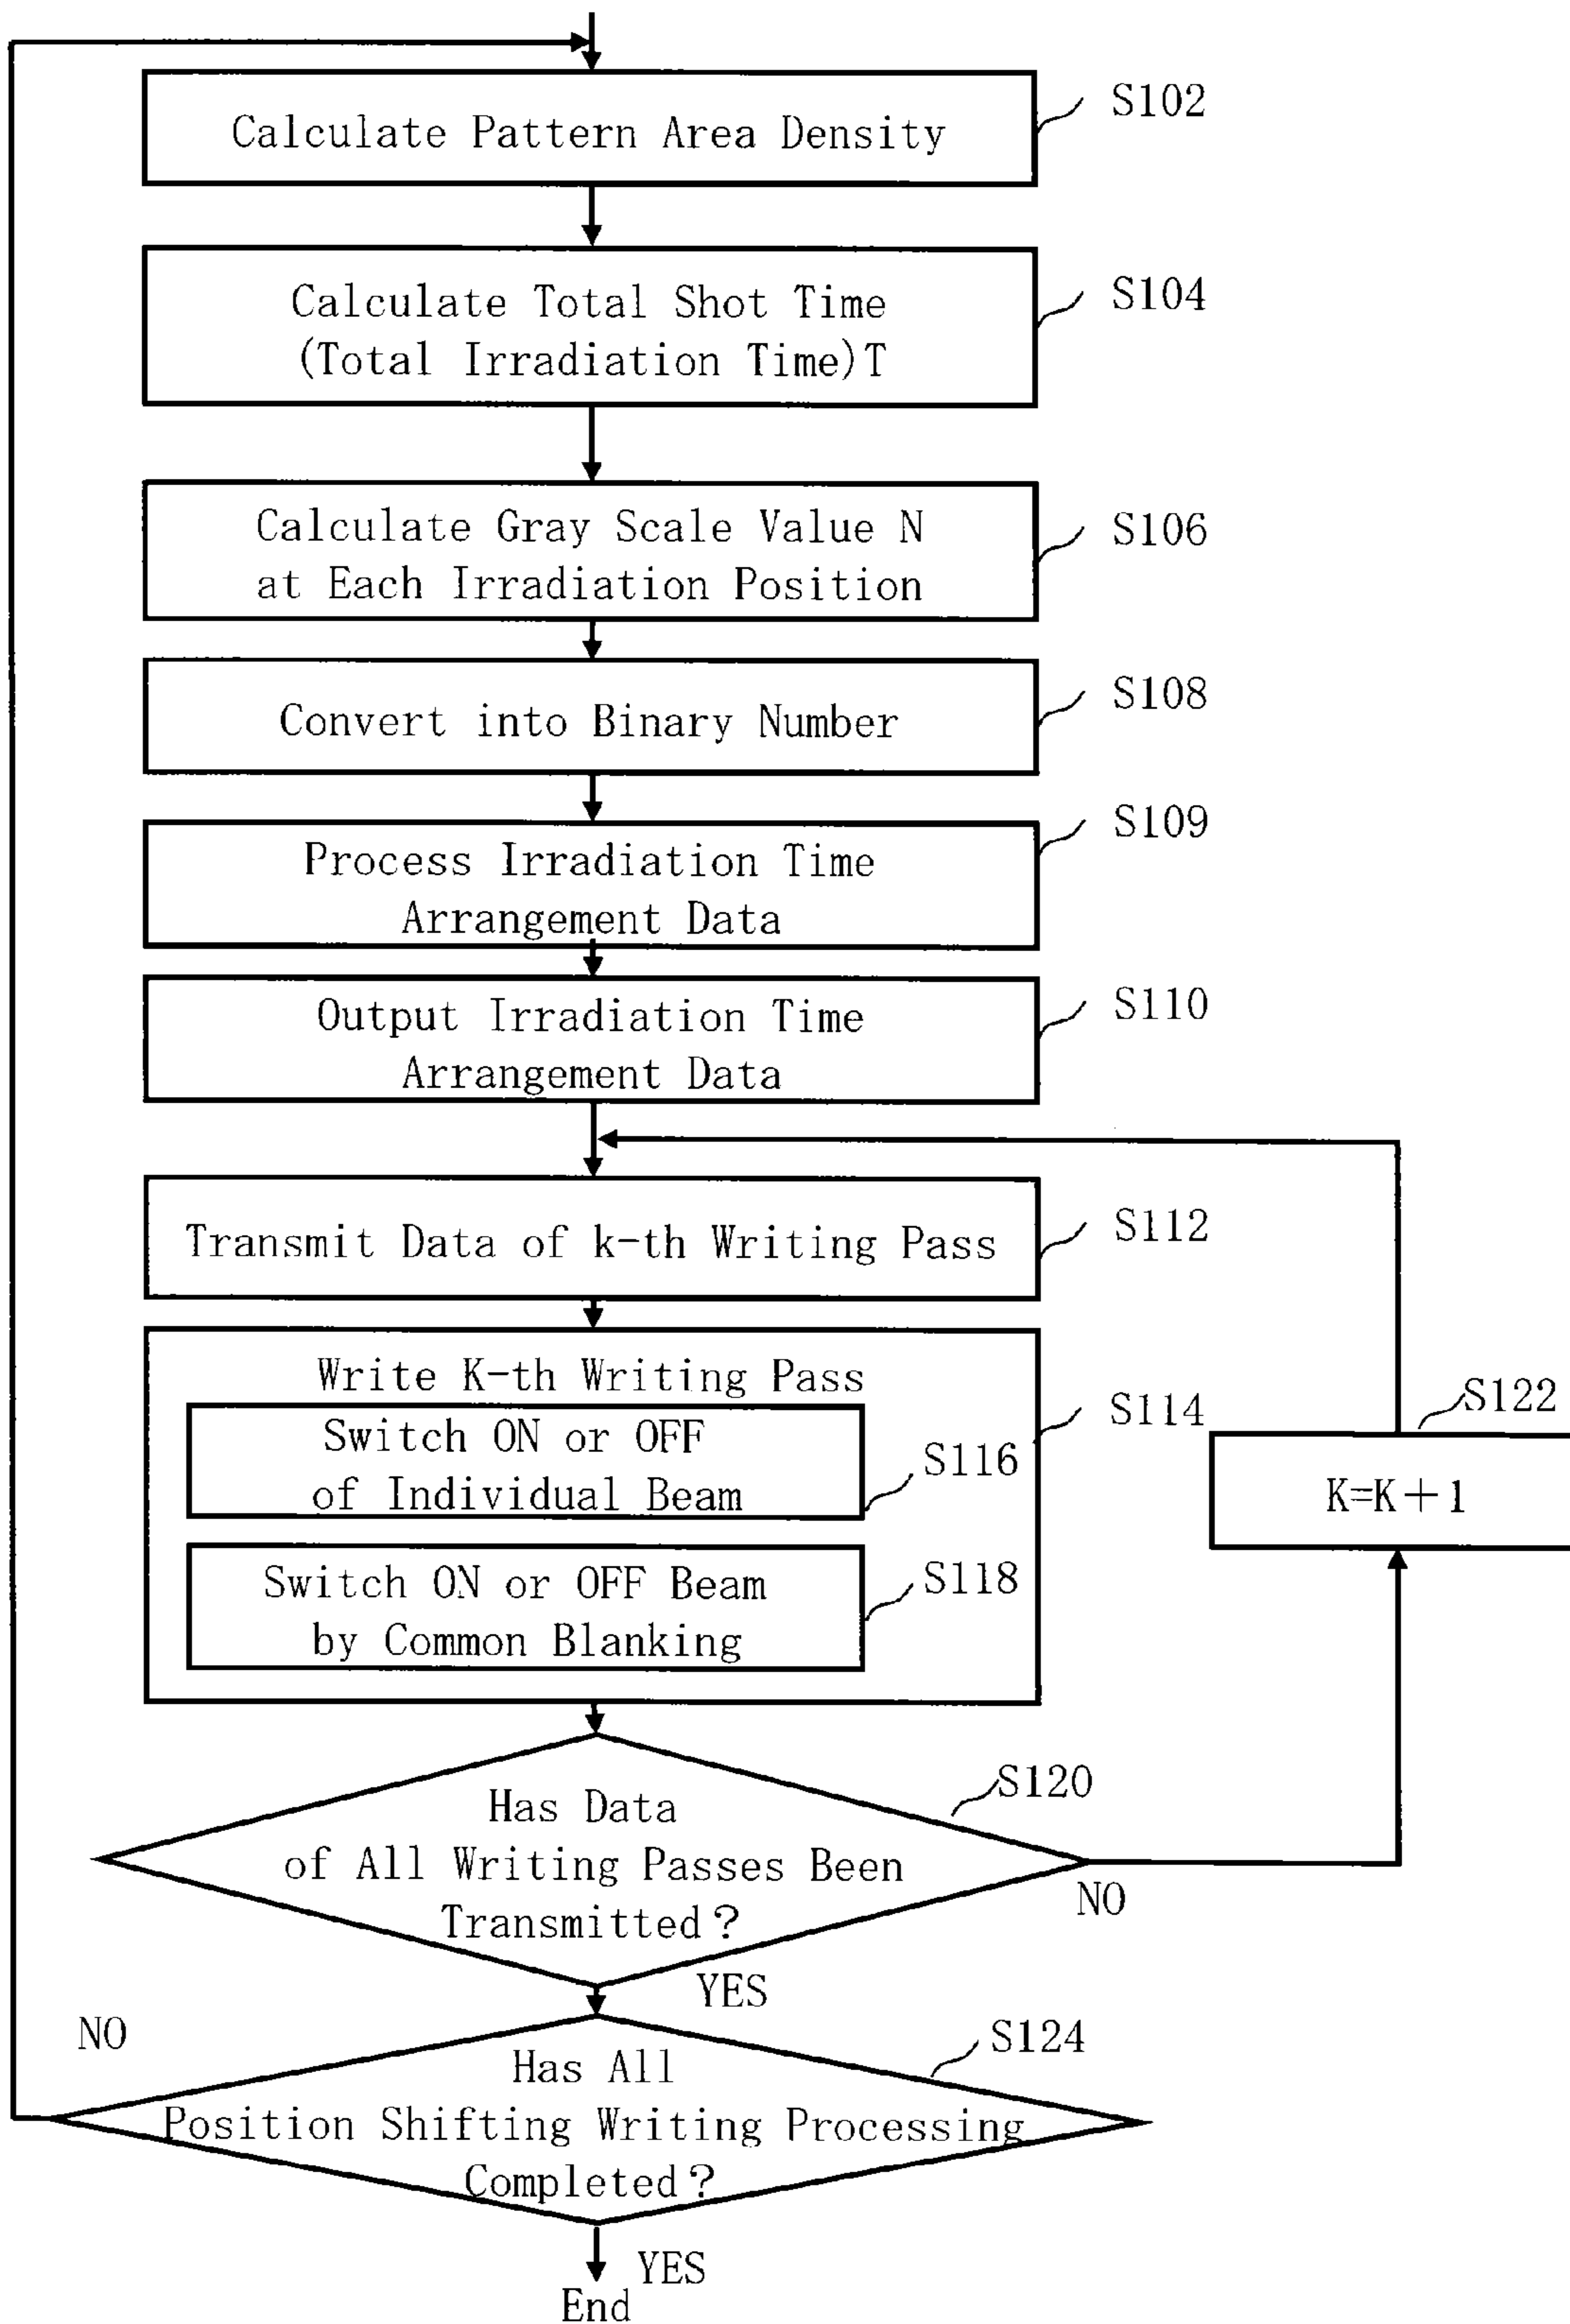 Calculate Pattern Area Density
S102
Calculate Total Shot Time
(Total Irradiation Time)T
S104
Calculate Gray Scale Value N
at Each Irradiation Position
S106
Convert into Binary Number
S108
Process Irradiation Time
Arrangement Data
S109
Output Irradiation Time
Arrangement Data
S110
Transmit Data of k-th Writing Pass
S112
Write K-th Writing Pass
S114
Switch ON or OFF
of Individual Beam
S116
Switch ON or OFF Beam
by Common Blanking
S118
S122
K=K+1
Has Data
of All Writing Passes Been
Transmitted?
S120
NO
YES
Has All
Position Shifting Writing Processing
Completed?
S124
NO
YES
End